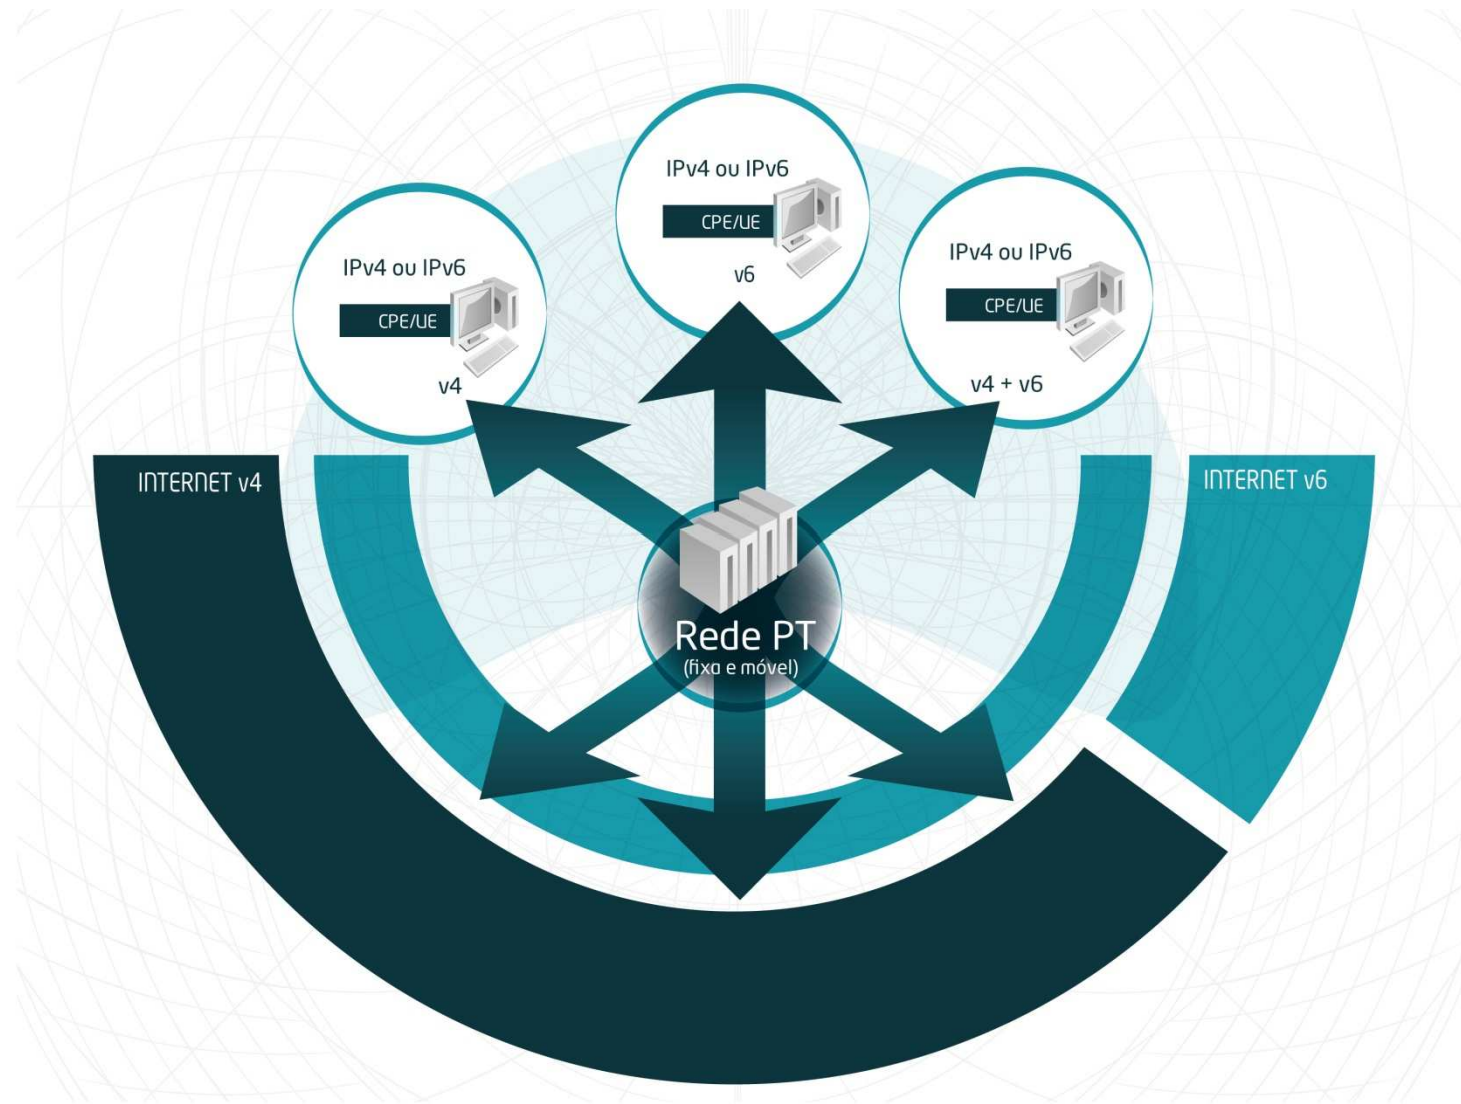 IPv4 ou IPv6
CPE/UE
v4
IPv4 ou IPv6
CPE/UE
v6
IPv4 ou IPv6
CPE/UE
v4 + v6
INTERNET v4
INTERNET v6
Rede PT
(fixa e móvel)